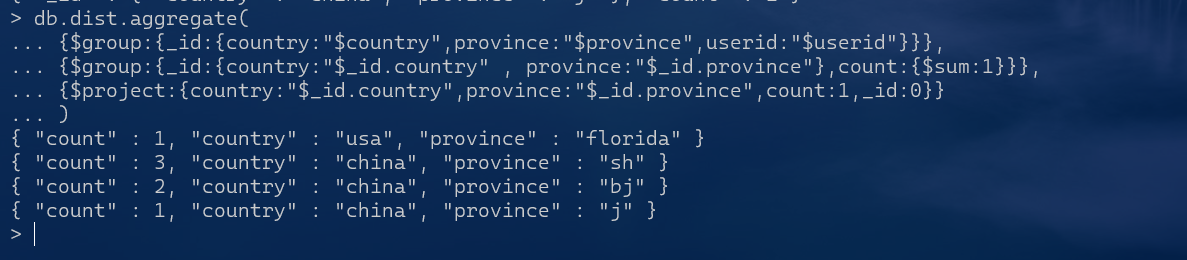 > db.dist.aggregate(
... {$group:{_id:{country:"$country",province:"$province",userid:"$userid"}}},
... {$group:{_id:{country:"$_id.country" , province:"$_id.province"},count:{$sum:1}}},
... {$project:{country:"$_id.country",province:"$_id.province",count:1,_id:0}}
... )
{ "count" : 1, "country" : "usa", "province" : "florida" }
{ "count" : 3, "country" : "china", "province" : "sh" }
{ "count" : 2, "country" : "china", "province" : "bj" }
{ "count" : 1, "country" : "china", "province" : "j" }
>